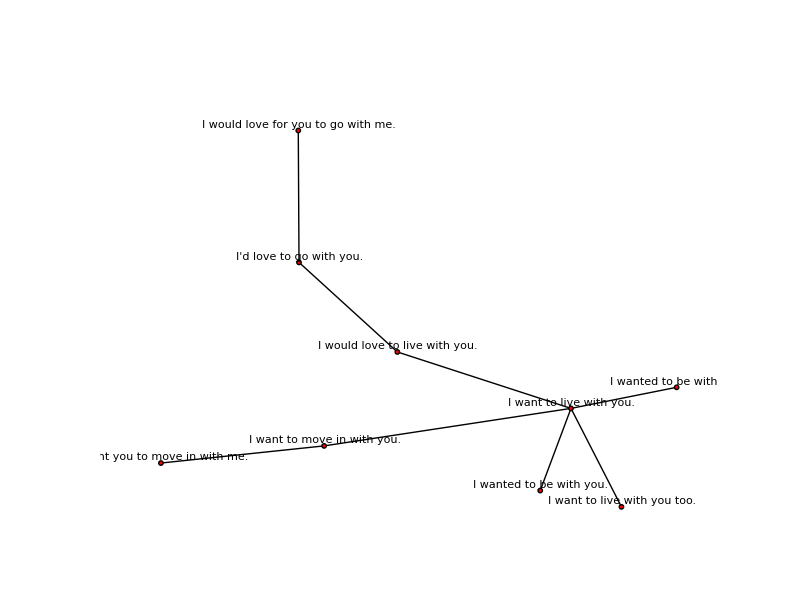 I would love for you to go with me.
I'd love to go with you.
I would love to live with you.
I wanted to be with
I want to live with you.
I want to move in with you.
you to move in with me.
I wanted to be with you.
I want to live with you too.